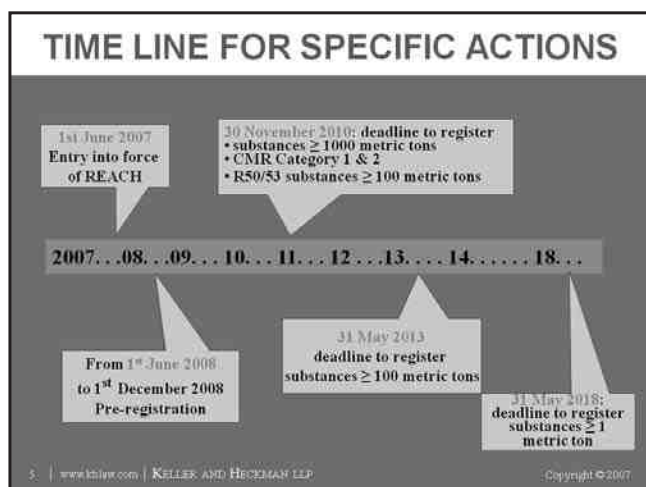 TIME LINE FOR SPECIFIC ACTIONS
1st June 2007
Entry into force
of REACH
30 November 2010: deadline to register
• substances ≥ 1000 metric tons
• CMR Category 1 & 2
• R50/53 substances ≥ 100 metric tons
2007. . .08. . .09. . . 10. . . 11. . . 12 . . .13. . . . 14. . . . . . 18. . .
From 1st June 2008
to 1st December 2008
Pre-registration
31 May 2013
deadline to register
substances ≥ 100 metric tons
31 May 2018:
deadline to register
substances ≥ 1
metric ton
5 | www.khlaw.com | KELLER AND HECKMAN LLP Copyright © 2007